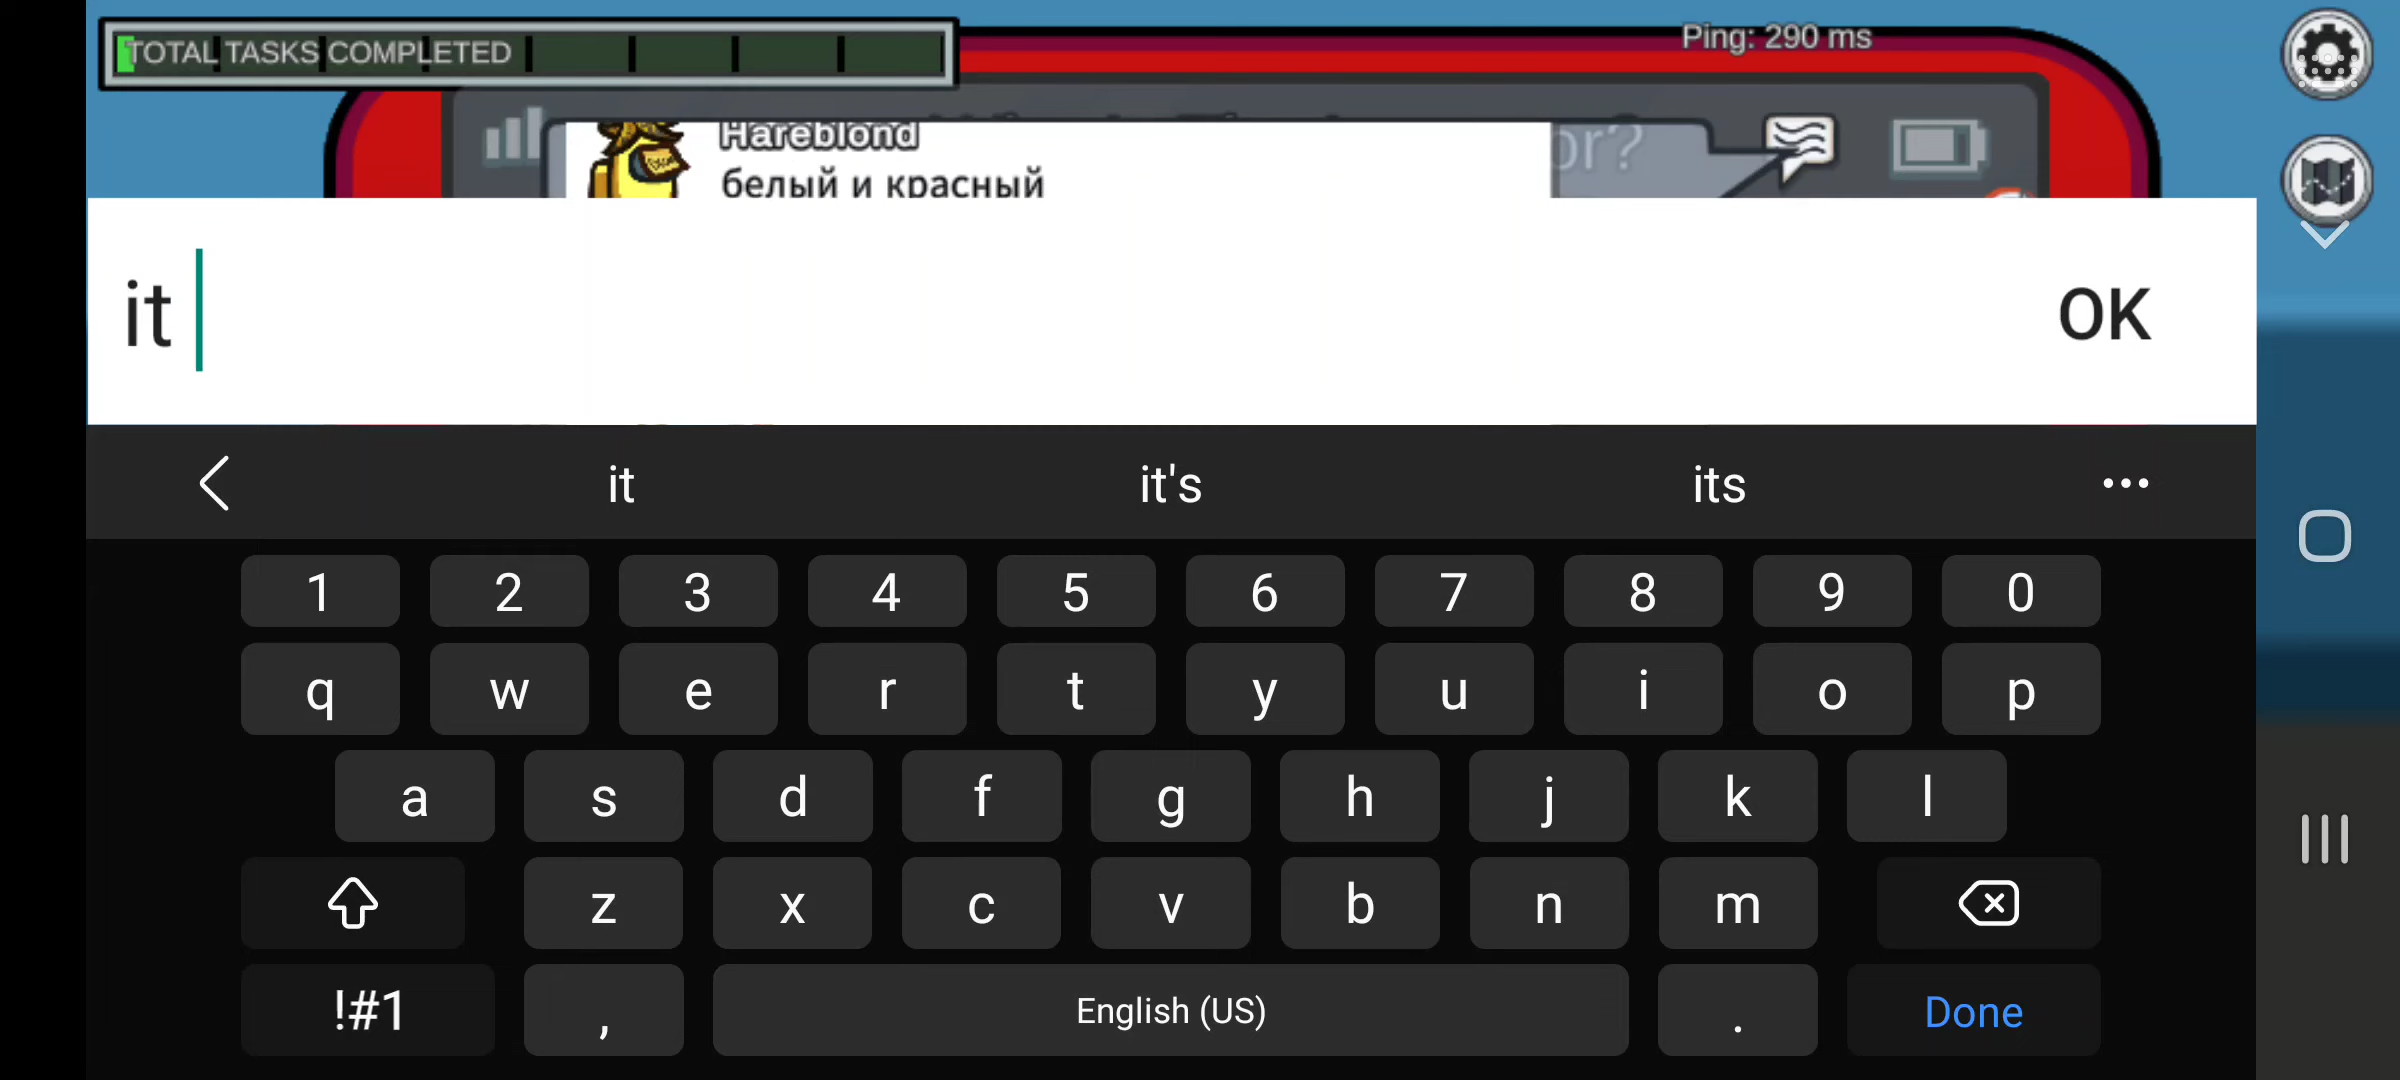 TOTAL TASKS COMPLETED
Ping: 290 ms
Hareblond
or?
белый и красный
it
OK
it it's its
1 2 3 4 5 6 7 8 9 0
q w e r t y u i o p
a s d f g h j k l
z x c v b n m
!#1 , English (US) . Done